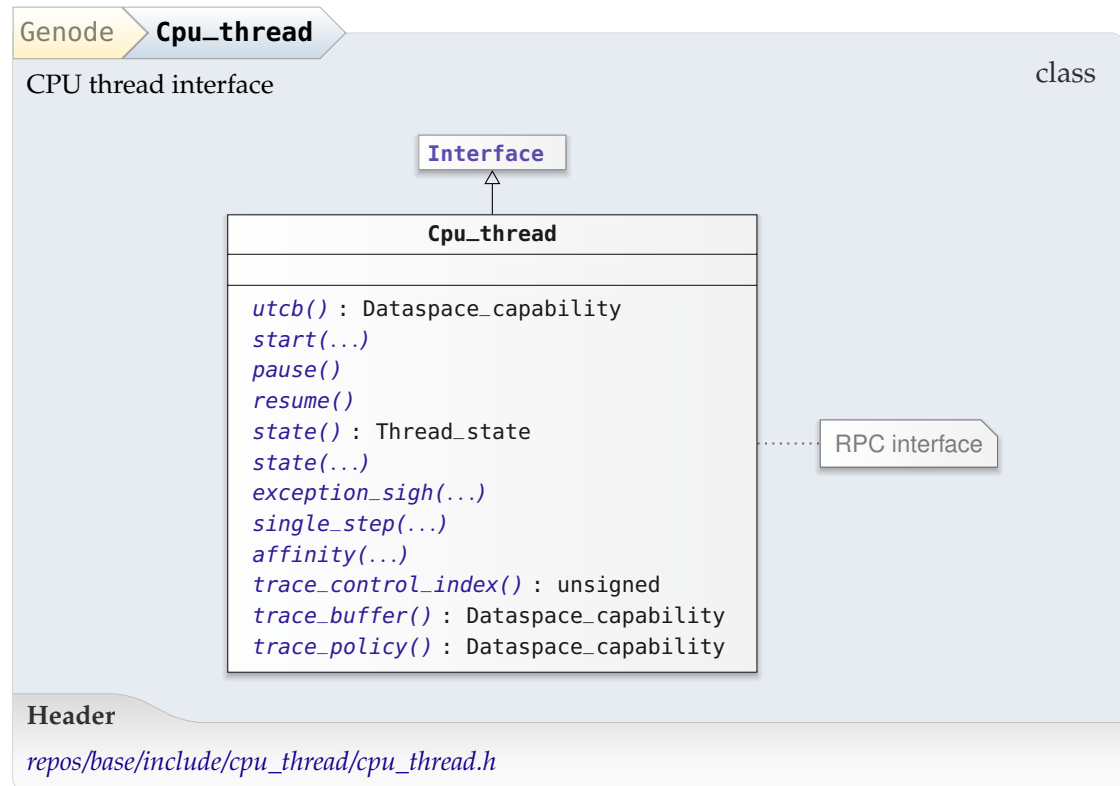 Genode Cpu_thread
class
CPU thread interface
Interface
Cpu_thread
utcb() : Dataspace_capability
start(...)
pause()
resume()
state() : Thread_state
state(...)
exception_sigh(...)
single_step(...)
affinity(...)
trace_control_index() : unsigned
trace_buffer() : Dataspace_capability
trace_policy() : Dataspace_capability
RPC interface
Header
repos/base/include/cpu_thread/cpu_thread.h